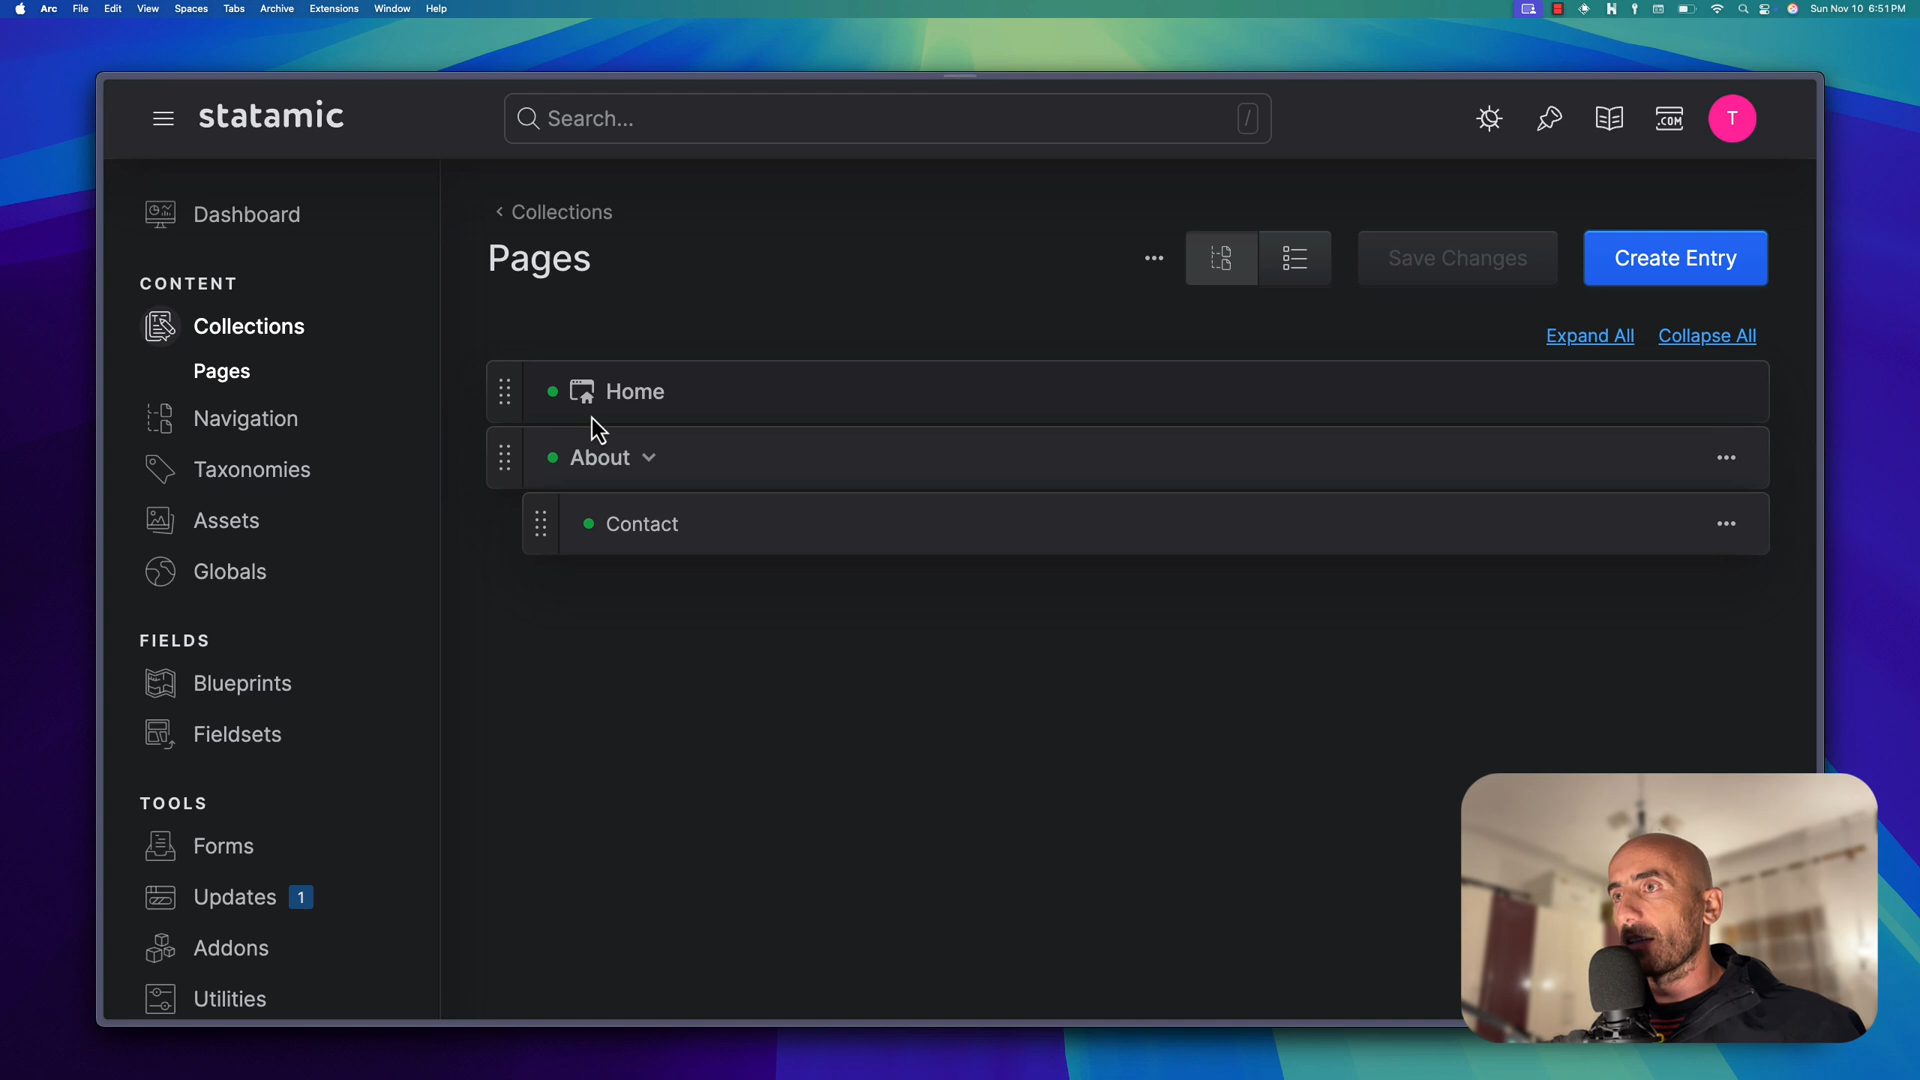 Arc File Edit View Spaces Tabs Archive Extensions Window Help
Sun Nov 10 6:51PM
statamic
Search...
/
.COM
T
Dashboard
CONTENT
Collections
Pages
Navigation
Taxonomies
Assets
Globals
FIELDS
Blueprints
Fieldsets
TOOLS
Forms
Updates 1
Addons
Utilities
Collections
Pages
Save Changes
Create Entry
Expand All Collapse All
Home
About
Contact